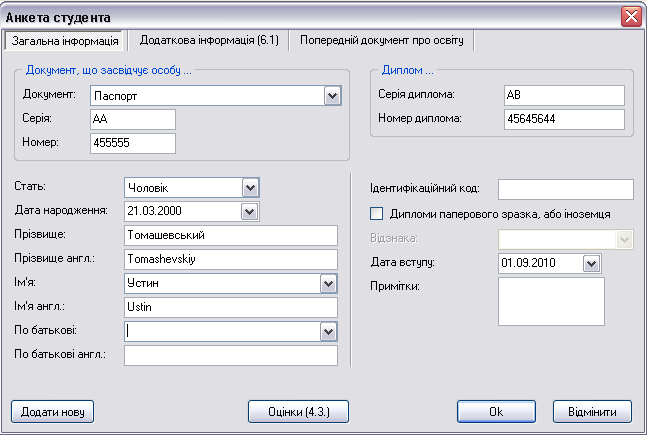 Анкета студента
Загальна інформація Додаткова інформація (6.1) Попередній документ про освіту
Документ, що засвідчує особу ...
Документ: Паспорт
Серія: АА
Номер: 455555
Диплом ...
Серія диплома: АВ
Номер диплома: 45645644
Стать: Чоловік
Дата народження: 21.03.2000
Прізвище: Томашевський
Прізвище англ.: Tomashevskiy
Ім'я: Устин
Ім'я англ.: Ustin
По батькові:
По батькові англ.:
Ідентифікаційний код:
Дипломи паперового зразка, або іноземця
Відзнака:
Дата вступу: 01.09.2010
Примітки:
Додати нову Оцінки (4.3.) Ok Відмінити